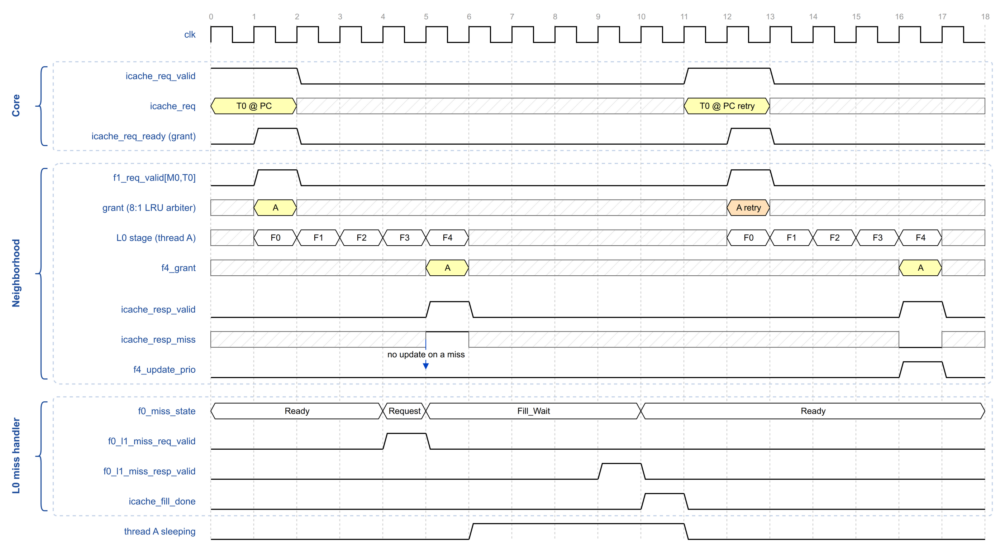 0 1 2 3 4 5 6 7 8 9 10 11 12 13 14 15 16 17 18
clk
Core
icache_req_valid
icache_req T0 @ PC T0 @ PC retry
icache_req_ready (grant)
Neighborhood
f1_req_valid[M0,T0]
grant (8:1 LRU arbiter) A A retry
L0 stage (thread A) F0 F1 F2 F3 F4 F0 F1 F2 F3 F4
f4_grant A A
icache_resp_valid
icache_resp_miss
no update on a miss
f4_update_prio
L0 miss handler
f0_miss_state Ready Request Fill_Wait Ready
f0_l1_miss_req_valid
f0_l1_miss_resp_valid
icache_fill_done
thread A sleeping